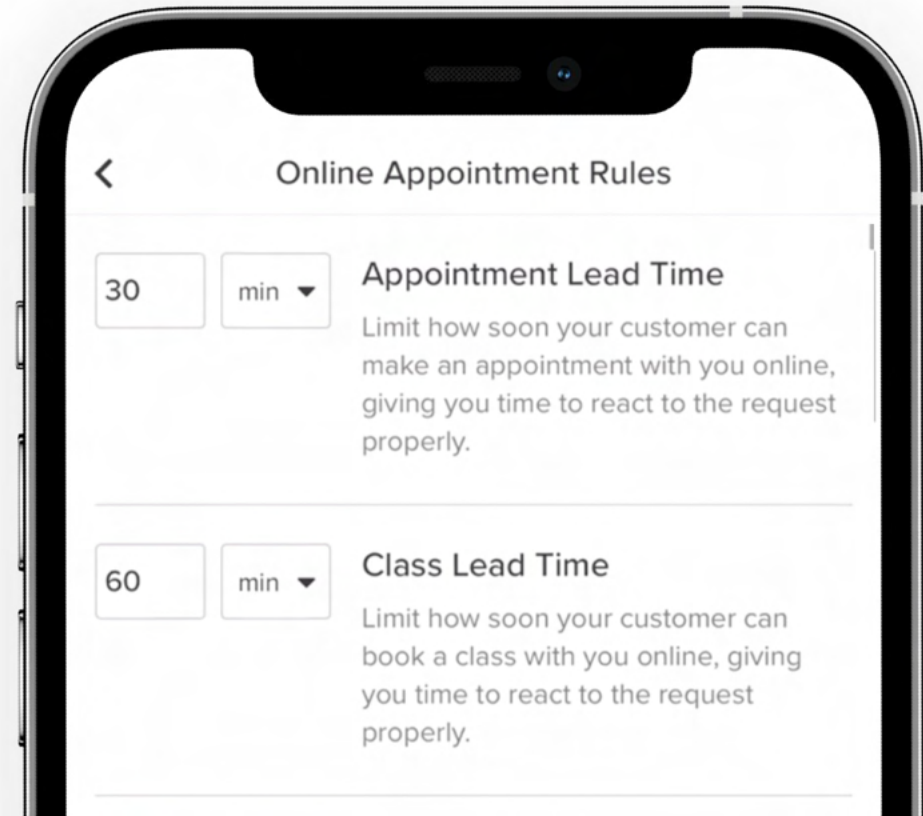 Online Appointment Rules
30
min
Appointment Lead Time
Limit how soon your customer can
make an appointment with you online,
giving you time to react to the request
properly.
60
min
Class Lead Time
Limit how soon your customer can
book a class with you online, giving
you time to react to the request
properly.